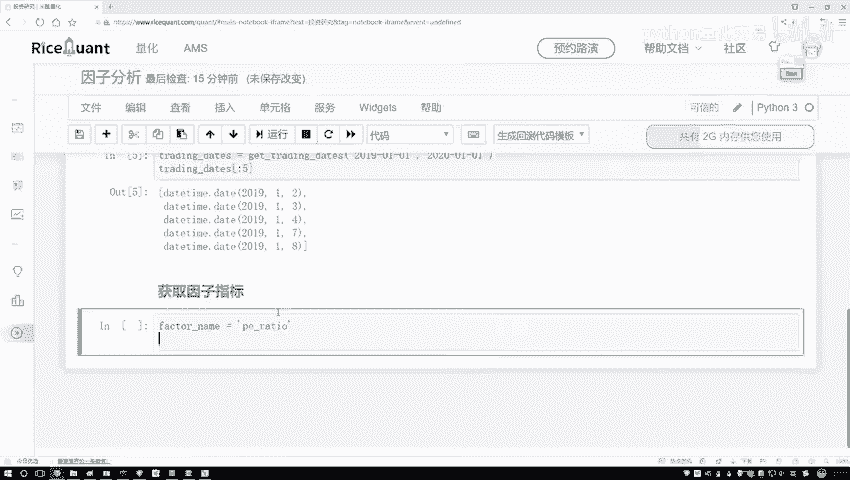 RiceQuant
量化
AMS
预约路演
帮助文档
社区
因子分析 最后检查: 15 分钟前 (未保存改变)
文件 编辑 查看 插入 单元格 服务 Widgets 帮助
可信的
Python 3
运行
代码
生成回测代码模板
共有 2G 内存供您使用
In [5]: trading_dates = get_trading_dates('2019-01-01', '2020-01-01')
trading_dates[:5]
Out[5]: [datetime.date(2019, 1, 2),
datetime.date(2019, 1, 3),
datetime.date(2019, 1, 4),
datetime.date(2019, 1, 7),
datetime.date(2019, 1, 8)]
获取因子指标
In [ ]: factor_name = 'pe_ratio'